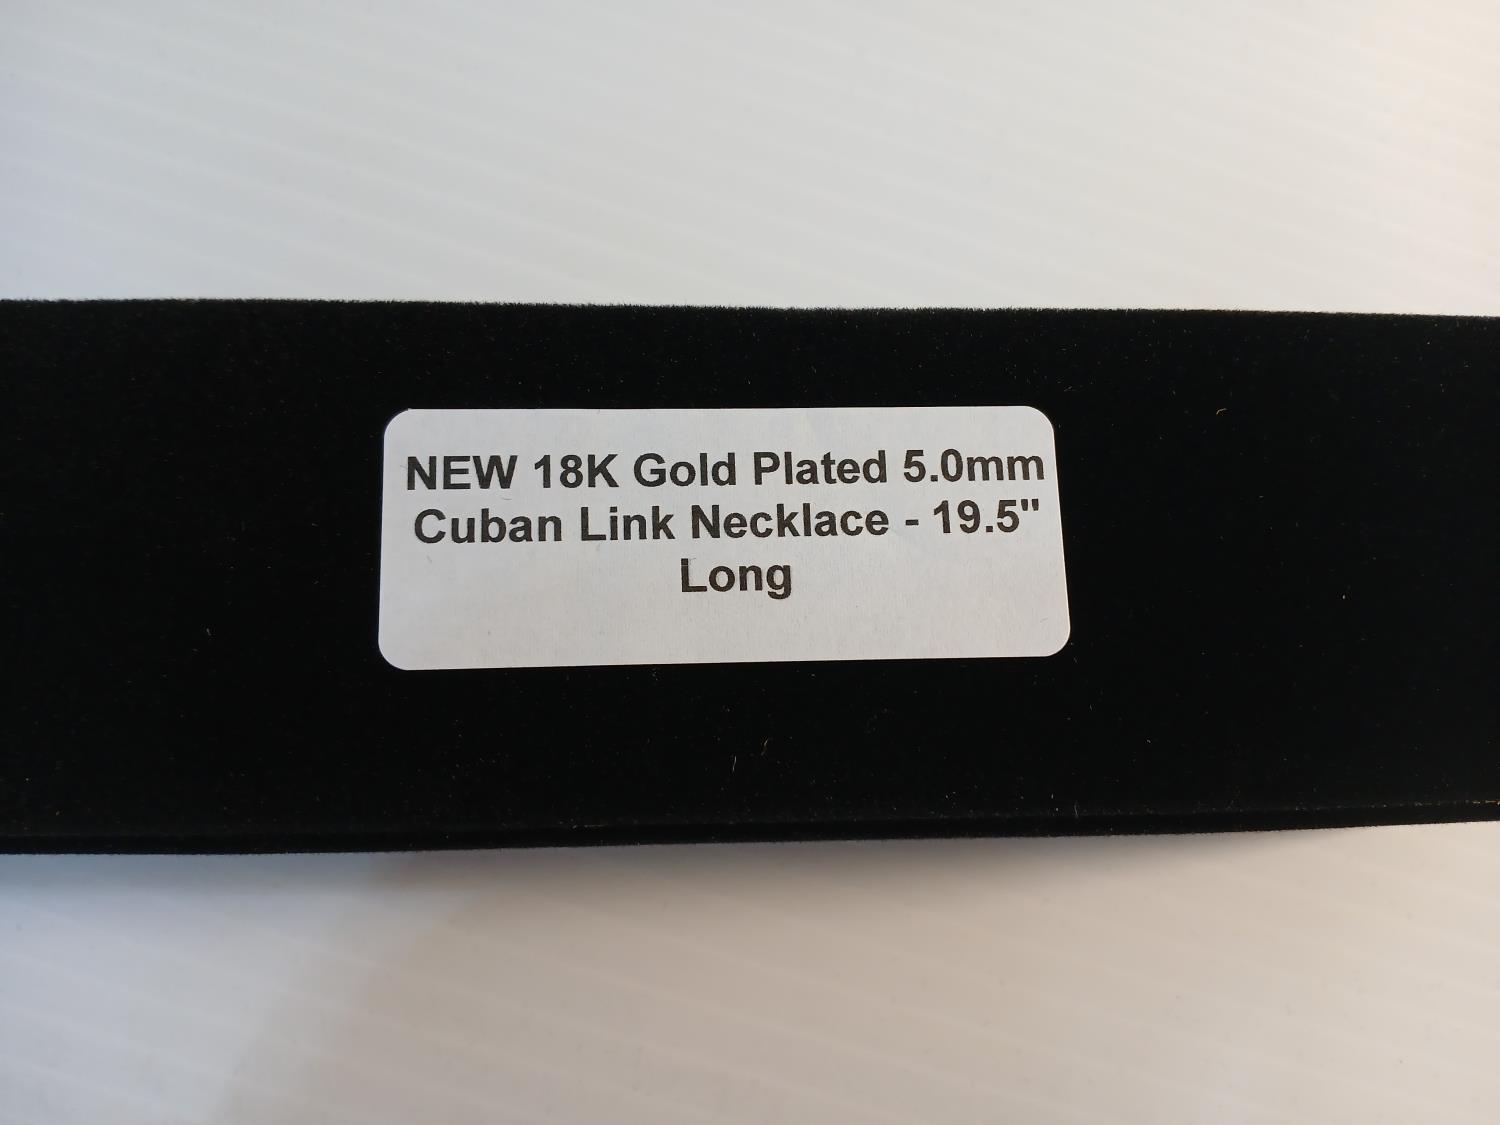 NEW 18K Gold Plated 5.0mm
Cuban Link Necklace - 19.5"
Long